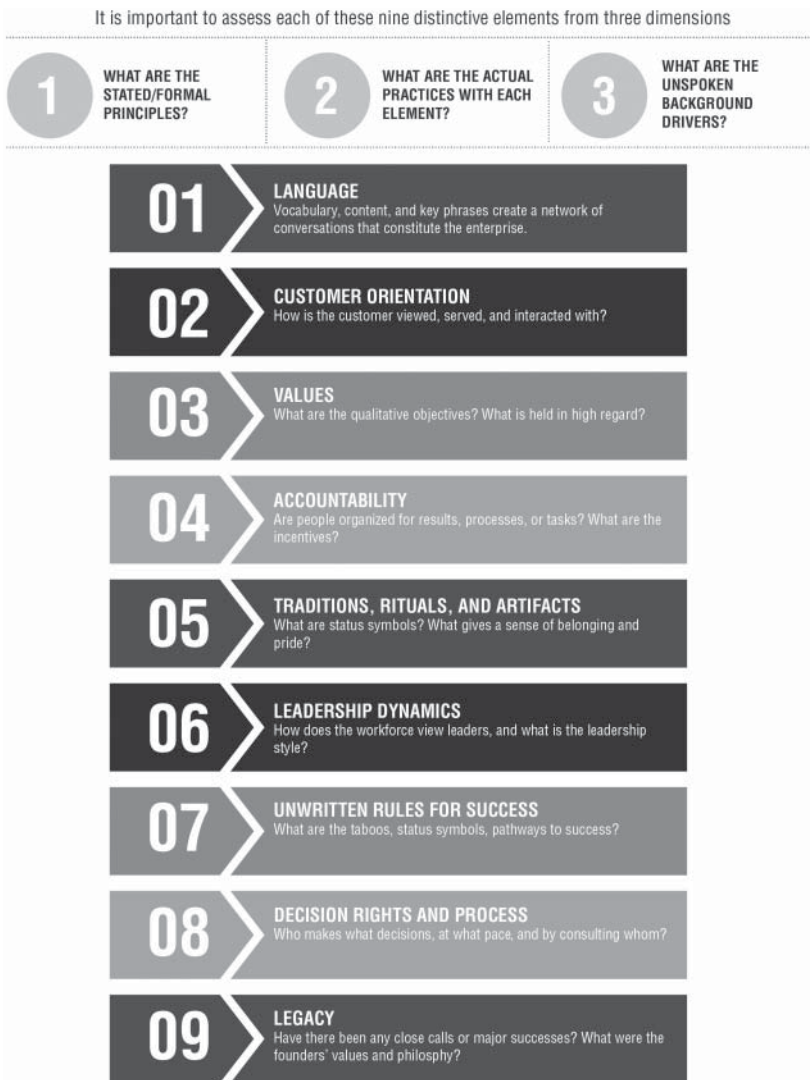 It is important to assess each of these nine distinctive elements from three dimensions
1
WHAT ARE THE
STATED/FORMAL
PRINCIPLES?
2
WHAT ARE THE ACTUAL
PRACTICES WITH EACH
ELEMENT?
3
WHAT ARE THE
UNSPOKEN
BACKGROUND
DRIVERS?
01
LANGUAGE
Vocabulary, content, and key phrases create a network of
conversations that constitute the enterprise.
02
CUSTOMER ORIENTATION
How is the customer viewed, served, and interacted with?
03
VALUES
What are the qualitative objectives? What is held in high regard?
04
ACCOUNTABILITY
Are people organized for results, processes, or tasks? What are the
incentives?
05
TRADITIONS, RITUALS, AND ARTIFACTS
What are status symbols? What gives a sense of belonging and
pride?
06
LEADERSHIP DYNAMICS
How does the workforce view leaders, and what is the leadership
style?
07
UNWRITTEN RULES FOR SUCCESS
What are the taboos, status symbols, pathways to success?
08
DECISION RIGHTS AND PROCESS
Who makes what decisions, at what pace, and by consulting whom?
09
LEGACY
Have there been any close calls or major successes? What were the
founders' values and philosphy?